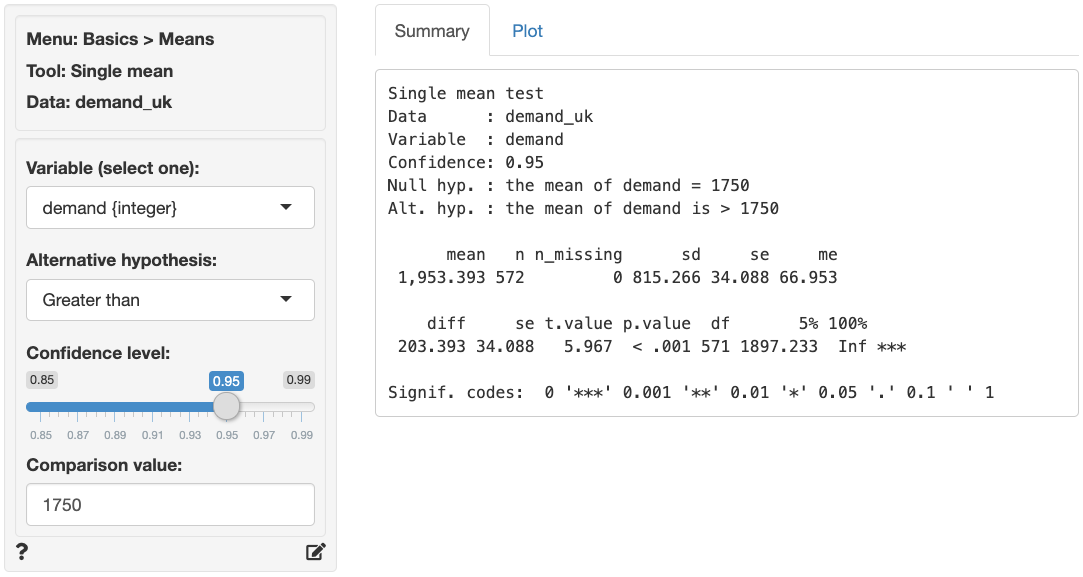 Menu: Basics > Means
Tool: Single mean
Data: demand_uk
Variable (select one):
demand {integer}
Alternative hypothesis:
Greater than
Confidence level:
0.85 0.95 0.99
0.85 0.87 0.89 0.91 0.93 0.95 0.97 0.99
Comparison value:
1750
?
Summary Plot
Single mean test
Data      : demand_uk
Variable  : demand
Confidence: 0.95
Null hyp. : the mean of demand = 1750
Alt. hyp. : the mean of demand is > 1750
      mean   n n_missing      sd     se     me
 1,953.393 572         0 815.266 34.088 66.953
    diff     se t.value p.value  df       5% 100%
 203.393 34.088   5.967  < .001 571 1897.233  Inf ***
Signif. codes:  0 '***' 0.001 '**' 0.01 '*' 0.05 '.' 0.1 ' ' 1